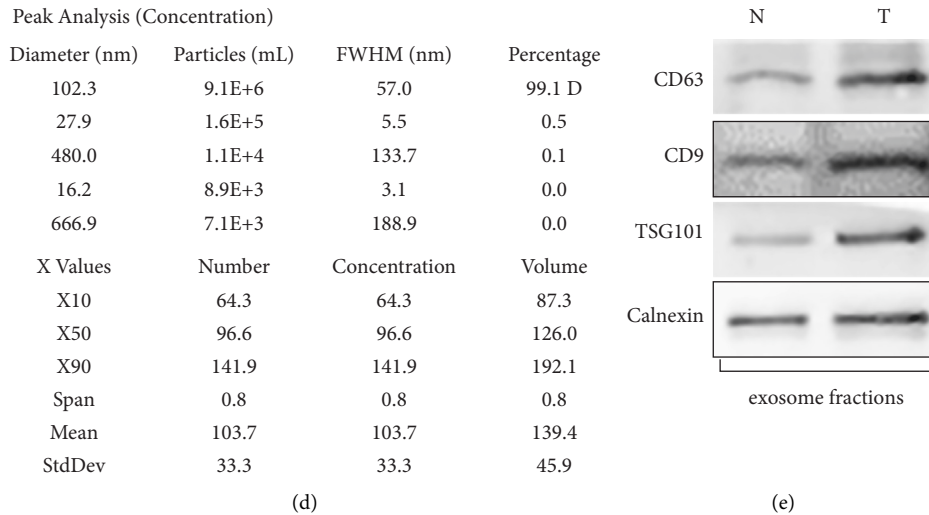 Peak Analysis (Concentration)
Diameter (nm) Particles (mL) FWHM (nm) Percentage
102.3 9.1E+6 57.0 99.1 D
27.9 1.6E+5 5.5 0.5
480.0 1.1E+4 133.7 0.1
16.2 8.9E+3 3.1 0.0
666.9 7.1E+3 188.9 0.0
X Values Number Concentration Volume
X10 64.3 64.3 87.3
X50 96.6 96.6 126.0
X90 141.9 141.9 192.1
Span 0.8 0.8 0.8
Mean 103.7 103.7 139.4
StdDev 33.3 33.3 45.9
(d)
N T
CD63
CD9
TSG101
Calnexin
exosome fractions
(e)